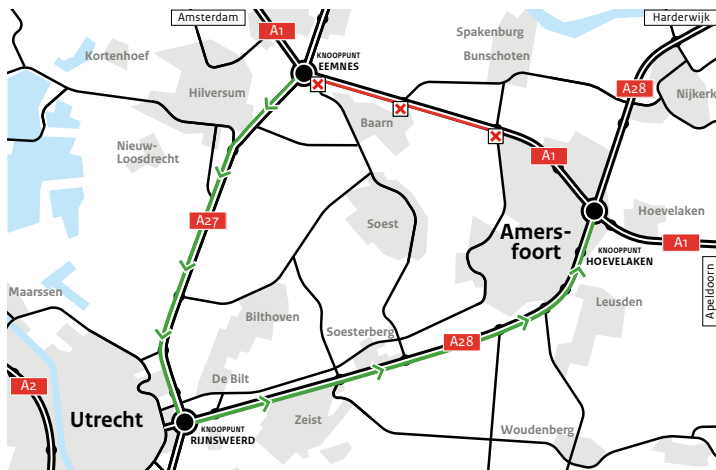 Amsterdam
A1
Harderwijk
Spakenburg
Bunschoten
Kortenhoef
KNOOPPUNT
EEMNES
Hilversum
A28
Nijkerk
Baarn
Nieuw-
Loosdrecht
A1
A27
Soest
Hoevelaken
Amers-
foort
KNOOPPUNT
HOEVELAKEN
A1
Apeldoorn
Maarssen
Leusden
Bilthoven
Soesterberg
A28
A2
De Bilt
Utrecht
KNOOPPUNT
RIJNSWEERD
Zeist
Woudenberg